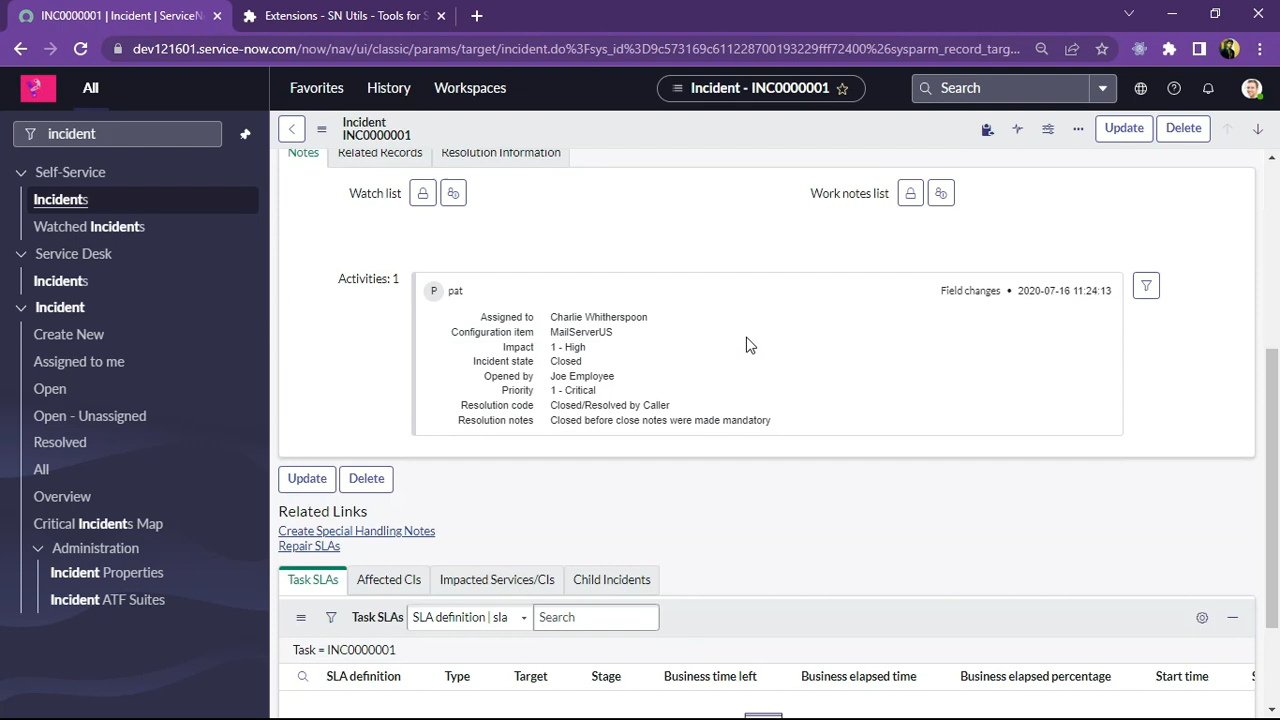 INC0000001 | Incident | ServiceN
Extensions - SN Utils - Tools for S
dev121601.service-now.com/now/nav/ui/classic/params/target/incident.do%3Fsys_id%3D9c573169c611228700193229fff72400%26sysparm_record_targ...
All
Favorites
History
Workspaces
Incident - INC0000001
Search
incident
Self-Service
Incidents
Watched Incidents
Service Desk
Incidents
Incident
Create New
Assigned to me
Open
Open - Unassigned
Resolved
All
Overview
Critical Incidents Map
Administration
Incident Properties
Incident ATF Suites
Incident
INC0000001
Update
Delete
Notes
Related Records
Resolution Information
Watch list
Work notes list
Activities: 1
P pat
Field changes • 2020-07-16 11:24:13
Assigned to Charlie Whitherspoon
Configuration item MailServerUS
Impact 1 - High
Incident state Closed
Opened by Joe Employee
Priority 1 - Critical
Resolution code Closed/Resolved by Caller
Resolution notes Closed before close notes were made mandatory
Update
Delete
Related Links
Create Special Handling Notes
Repair SLAs
Task SLAs
Affected CIs
Impacted Services/CIs
Child Incidents
Task SLAs
SLA definition | sla
Search
Task = INC0000001
SLA definition
Type
Target
Stage
Business time left
Business elapsed time
Business elapsed percentage
Start time